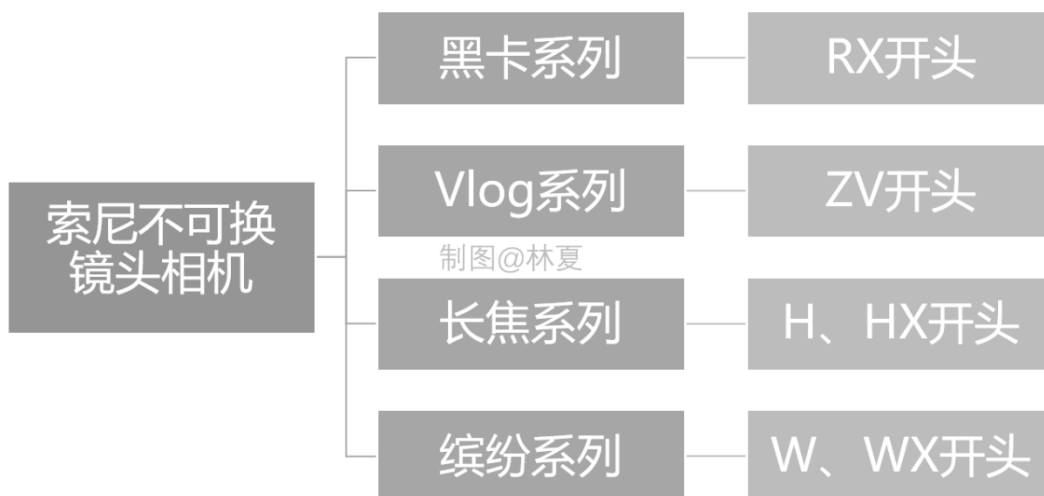 黑卡系列
RX开头
Vlog系列
ZV开头
索尼不可换
镜头相机
制图@林夏
长焦系列
H、HX开头
缤纷系列
W、WX开头